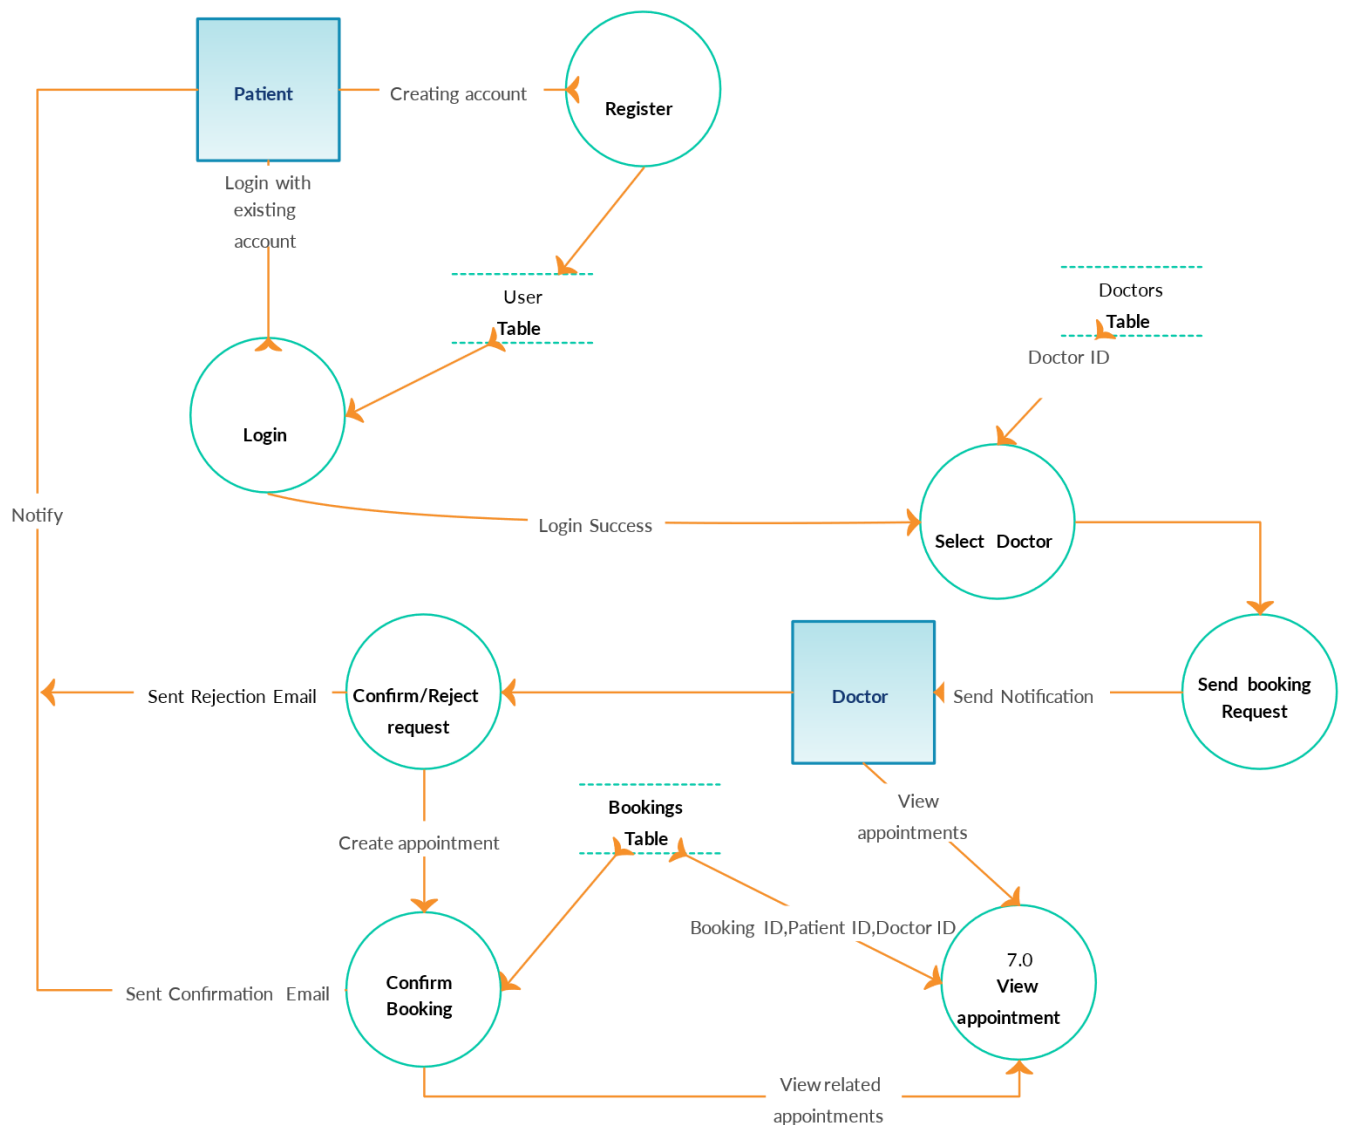 Patient
Creating account
Register
Login with
existing
account
User
Table
Doctors
Table
Doctor ID
Login
Notify
Login Success
Select Doctor
Confirm/Reject
request
Sent Rejection Email
Doctor
Send Notification
Send booking
Request
View
appointments
Bookings
Table
Create appointment
Booking ID,Patient ID,Doctor ID
7.0
View
appointment
Confirm
Booking
Sent Confirmation Email
View related
appointments